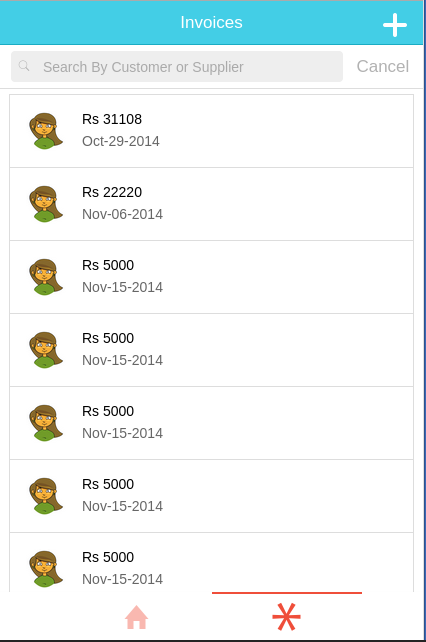 Invoices
Search By Customer or Supplier
Cancel
Rs 31108
Oct-29-2014
Rs 22220
Nov-06-2014
Rs 5000
Nov-15-2014
Rs 5000
Nov-15-2014
Rs 5000
Nov-15-2014
Rs 5000
Nov-15-2014
Rs 5000
Nov-15-2014